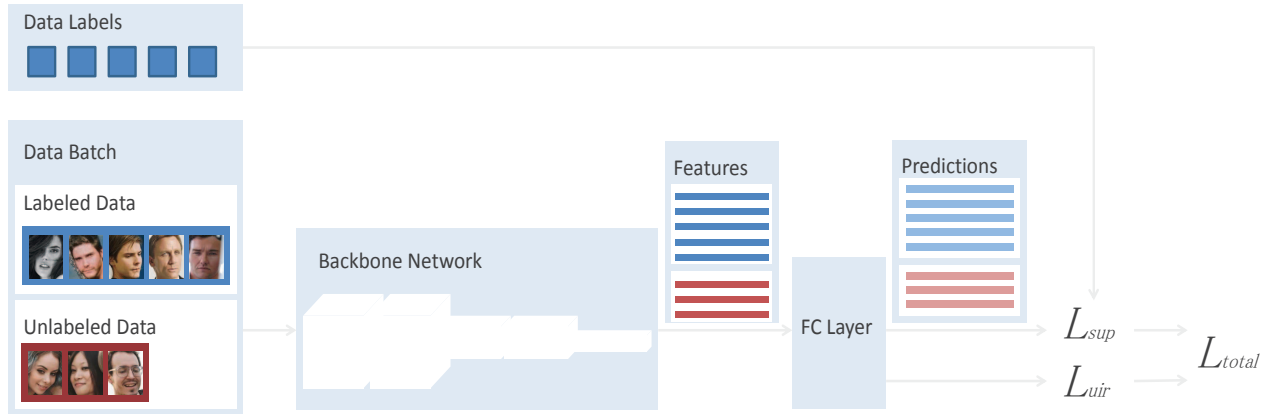 Data Labels
Data Batch
Labeled Data
Unlabeled Data
Backbone Network
Features
FC Layer
Predictions
Lsup
Luir
Ltotal